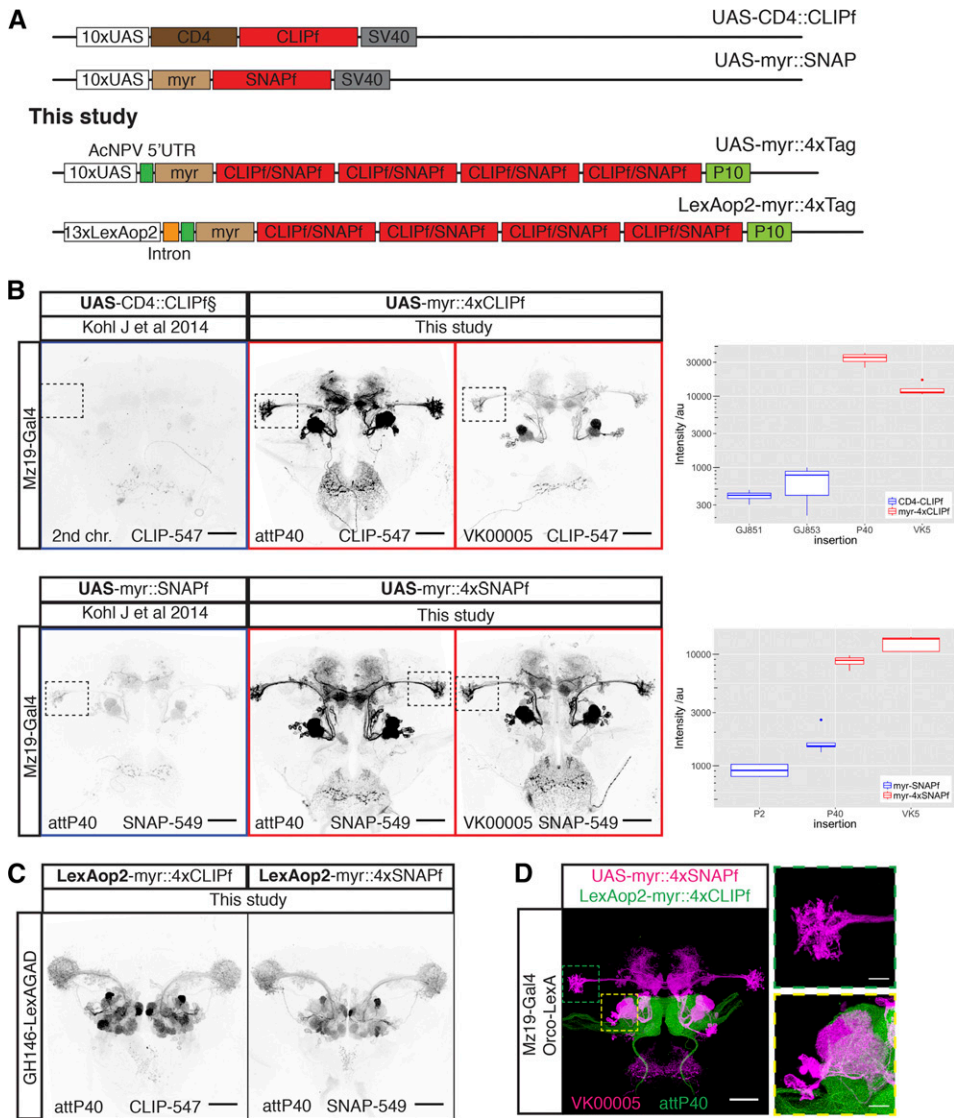 A
UAS-CD4::CLIPf
10xUAS CD4 CLIPf SV40
UAS-myr::SNAP
10xUAS myr SNAPf SV40
This study
AcNPV 5'UTR
UAS-myr::4xTag
10xUAS myr CLIPf/SNAPf CLIPf/SNAPf CLIPf/SNAPf CLIPf/SNAPf P10
LexAop2-myr::4xTag
13xLexAop2 myr CLIPf/SNAPf CLIPf/SNAPf CLIPf/SNAPf CLIPf/SNAPf P10
Intron
B
UAS-CD4::CLIPf§ UAS-myr::4xCLIPf
Kohl J et al 2014 This study
Mz19-Gal4
2nd chr. CLIP-547 attP40 CLIP-547 VK00005 CLIP-547
Intensity /au
30000
10000
3000
1000
300
CD4-CLIPf
myr-4xCLIPf
GJ851 GJ853 P40 VK5
insertion
UAS-myr::SNAPf UAS-myr::4xSNAPf
Kohl J et al 2014 This study
Mz19-Gal4
attP40 SNAP-549 attP40 SNAP-549 VK00005 SNAP-549
Intensity /au
10000
3000
1000
myr-SNAPf
myr-4xSNAPf
P2 P40 VK5
insertion
C
LexAop2-myr::4xCLIPf LexAop2-myr::4xSNAPf
This study
GH146-LexAGAD
attP40 CLIP-547 attP40 SNAP-549
D
UAS-myr::4xSNAPf
LexAop2-myr::4xCLIPf
Mz19-Gal4
Orco-LexA
VK00005 attP40